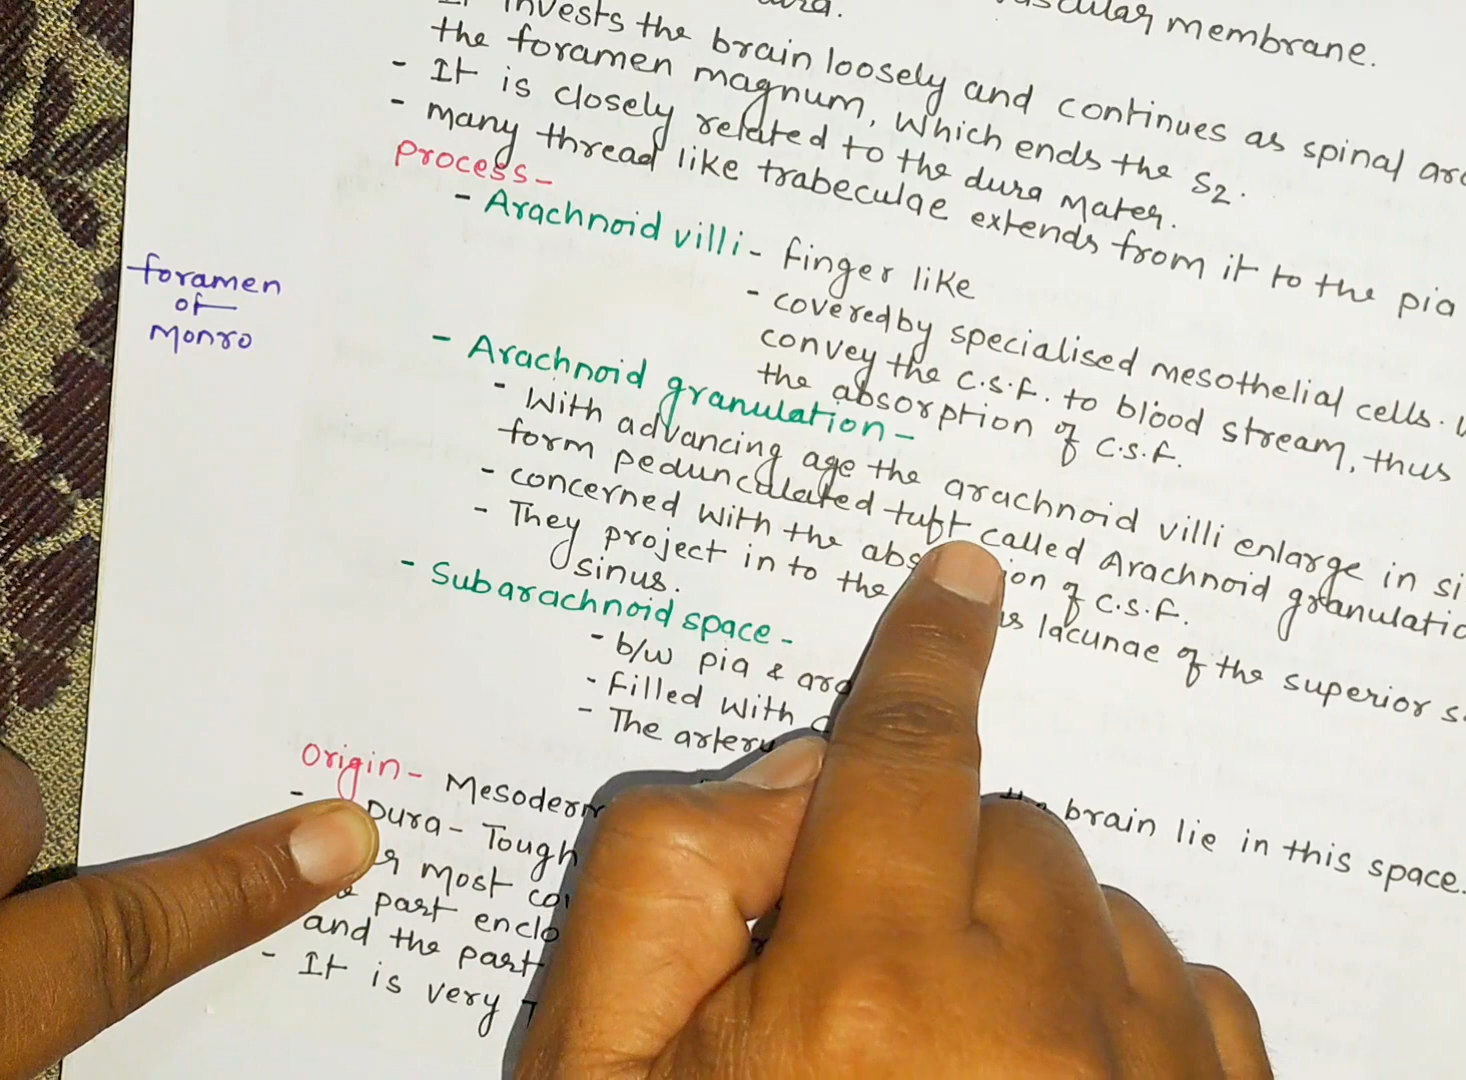 dura.
vascular membrane.
It invests the brain loosely and continues as spinal
the foramen magnum, which ends the S2.
- It is closely related to the dura mater.
- Many thread like trabeculae extends from it to the pia
Process-
- Arachnoid villi - finger like
- covered by specialised mesothelial cells.
convey the C.S.F. to blood stream, thus
the absorption of C.S.F.
foramen
of
Monro
- Arachnoid granulation -
- With advancing age the arachnoid villi enlarge in
form pedunculated tuft called Arachnoid
- concerned with the of C.S.F.
- They project in to the lacunae of the superior
sinus.
- Subarachnoid space -
- b/w pia &
- Filled with
- The artery brain lie in this space.
Origin - Mesoderm
- Dura - Tough
most
part
and the part
- It is very